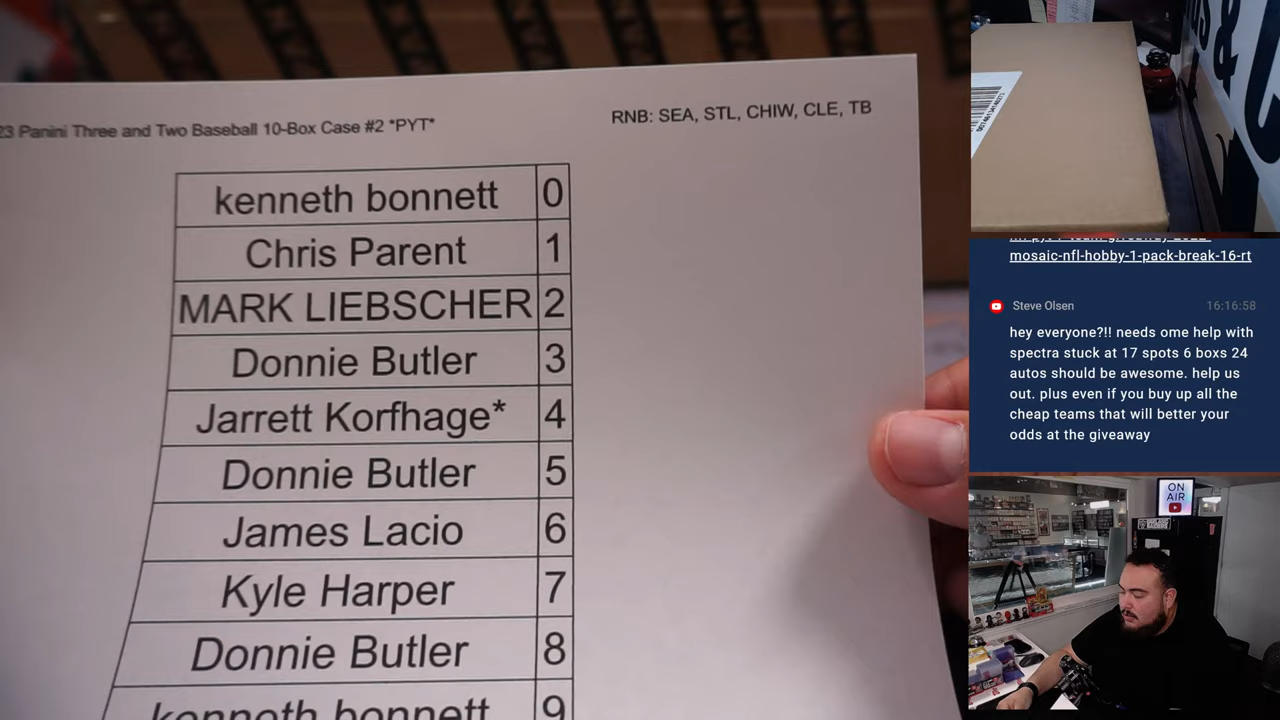 23 Panini Three and Two Baseball 10-Box Case #2 *PYT*
RNB: SEA, STL, CHIW, CLE, TB
kenneth bonnett 0
Chris Parent 1
MARK LIEBSCHER 2
Donnie Butler 3
Jarrett Korfhage* 4
Donnie Butler 5
James Lacio 6
Kyle Harper 7
Donnie Butler 8
kenneth bonnett 9
&
mosaic-nfl-hobby-1-pack-break-16-rt
Steve Olsen 16:16:58
hey everyone?!! needs ome help with
spectra stuck at 17 spots 6 boxs 24
autos should be awesome. help us
out. plus even if you buy up all the
cheap teams that will better your
odds at the giveaway
ON
AIR